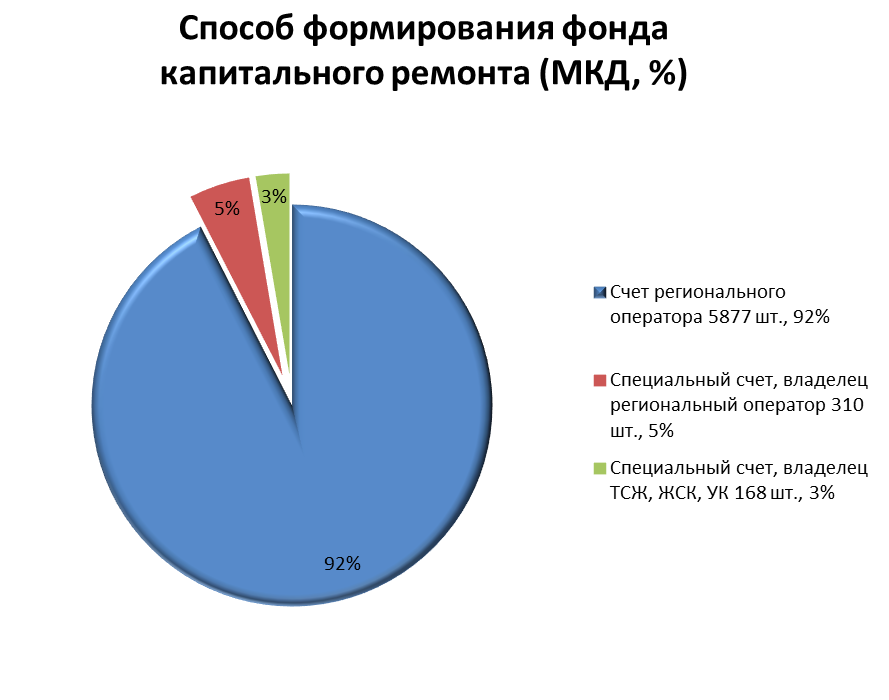 Способ формирования фонда
капитального ремонта (МКД, %)
5%
3%
92%
Счет регионального
оператора 5877 шт., 92%
Специальный счет, владелец
региональный оператор 310
шт., 5%
Специальный счет, владелец
ТСЖ, ЖСК, УК 168 шт., 3%